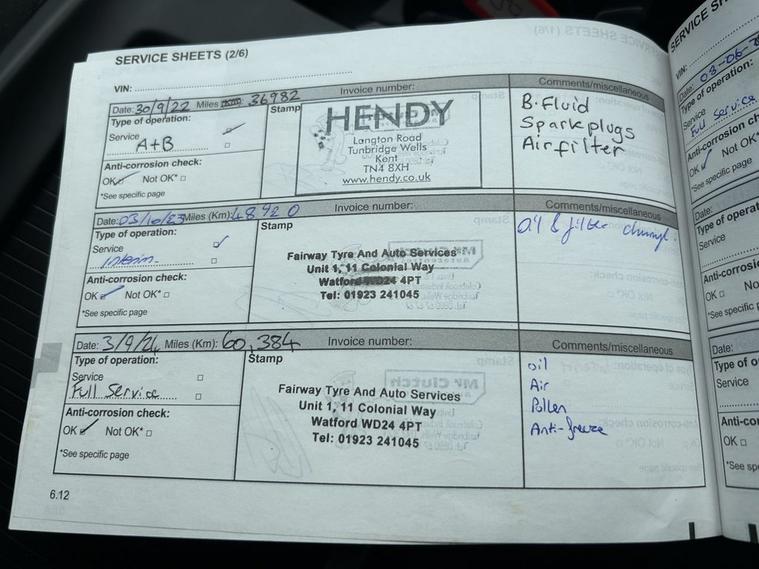 SERVICE SHEETS (2/6)
VIN:
Date: 30/9/22 Miles 36982 Invoice number:
Type of operation:
Service
A+B
Anti-corrosion check:
OK Not OK*
*See specific page
Stamp
HENDY
Langton Road
Tunbridge Wells
Kent
TN4 8XH
www.hendy.co.uk
Comments/miscellaneous
B.Fluid
Sparkplugs
Airfilter
Date: 03/10/23 Miles (Km): 48920 Invoice number:
Type of operation:
Service
Interim
Anti-corrosion check:
OK Not OK*
*See specific page
Stamp
Fairway Tyre And Auto Services
Unit 1, 11 Colonial Way
Watford WD24 4PT
Tel: 01923 241045
Comments/miscellaneous
Oil & filter
Date: 3/9/24 Miles (Km): 60,384 Invoice number:
Type of operation:
Service
Full Service
Anti-corrosion check:
OK Not OK*
*See specific page
Stamp
Fairway Tyre And Auto Services
Unit 1, 11 Colonial Way
Watford WD24 4PT
Tel: 01923 241045
Comments/miscellaneous
oil
Air
Pollen
Anti-freeze
6.12
SERVICE SH
VIN:
Date: 03-06-
Type of operation:
Service
Full Service
Anti-corrosion ch
OK Not OK*
*See specific page
Date:
Type of operat
Service
Anti-corrosio
OK No
*See specif
Date:
Type of o
Service
Anti-co
OK
*See sp